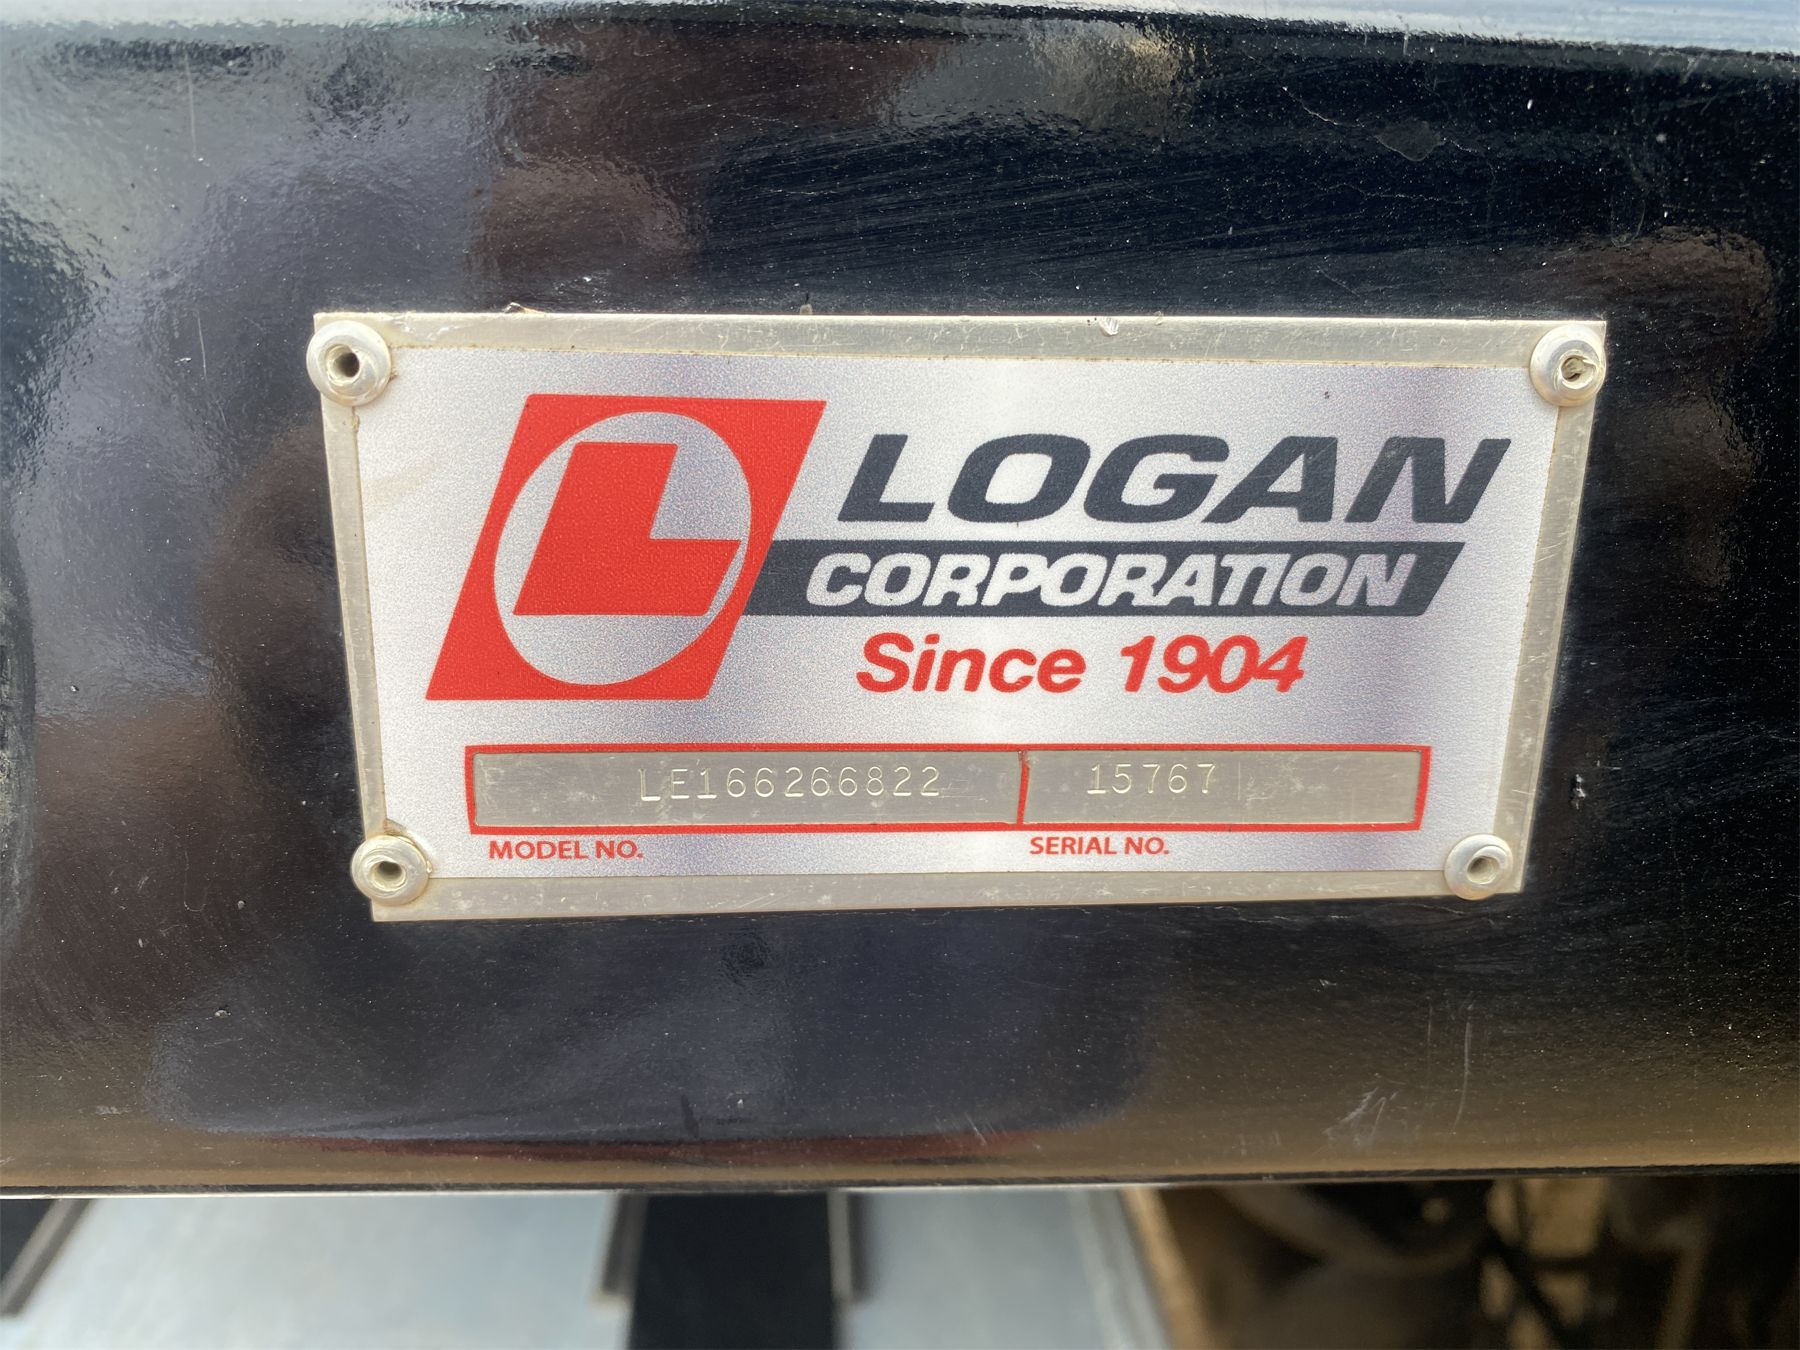 L
LOGAN
CORPORATION
Since 1904
LE166266822 15767
MODEL NO. SERIAL NO.